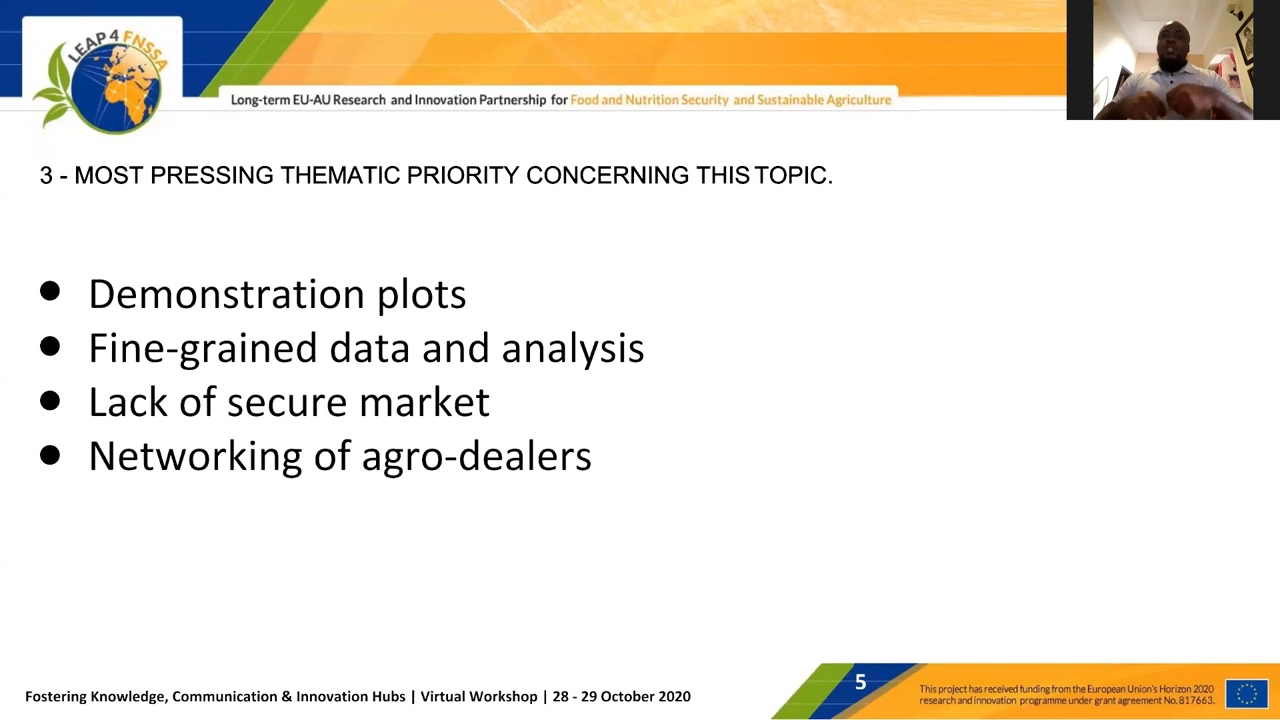 LEAP 4 FNSSA
Long-term EU-AU Research and Innovation Partnership for Food and Nutrition Security and Sustainable Agriculture
3 - MOST PRESSING THEMATIC PRIORITY CONCERNING THIS TOPIC.
● Demonstration plots
● Fine-grained data and analysis
● Lack of secure market
● Networking of agro-dealers
Fostering Knowledge, Communication & Innovation Hubs | Virtual Workshop | 28 - 29 October 2020
5
This project has received funding from the European Union's Horizon 2020
research and innovation programme under grant agreement No. 817663.